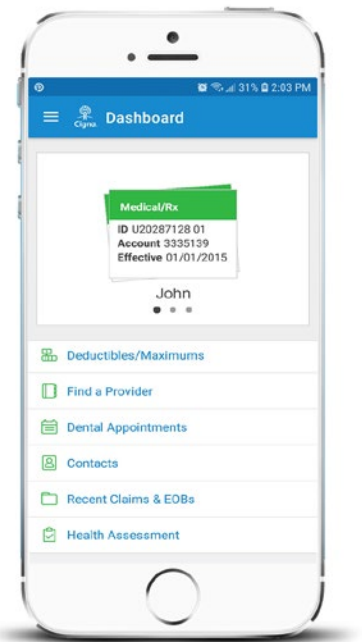 31% 2:03 PM
Cigna
Dashboard
Medical/Rx
ID U20287128 01
Account 3335139
Effective 01/01/2015
John
Deductibles/Maximums
Find a Provider
Dental Appointments
Contacts
Recent Claims & EOBs
Health Assessment